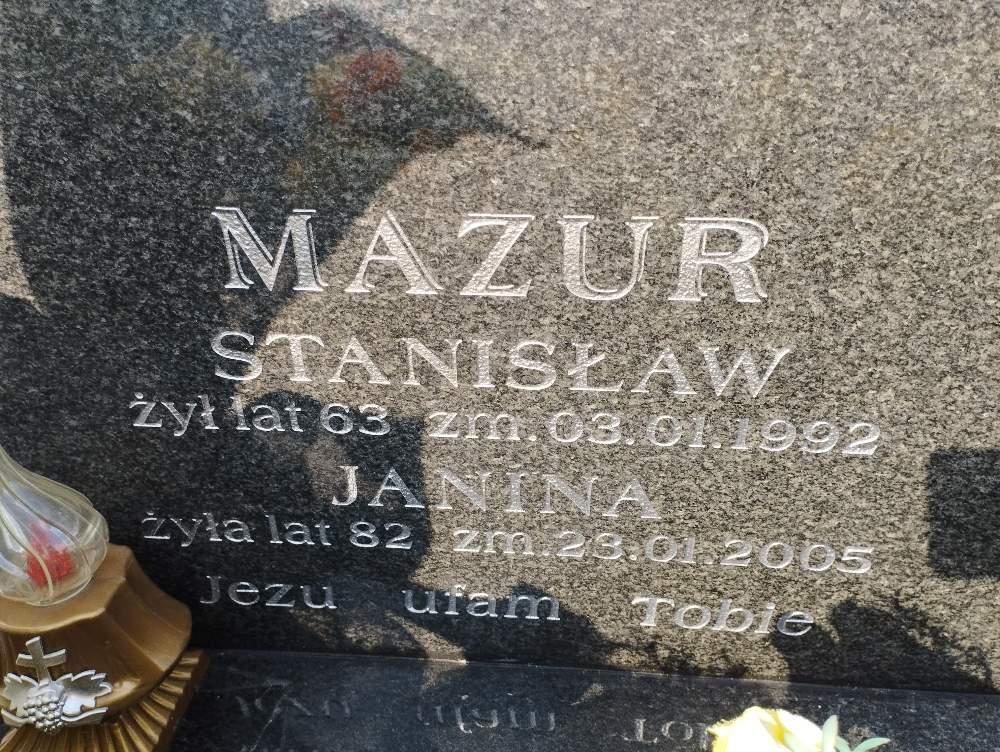 MAZUR
STANISŁAW
żył lat 63 zm. 03.01.1992
JANINA
żyła lat 82 zm. 23.01.2005
Jezu ufam Tobie